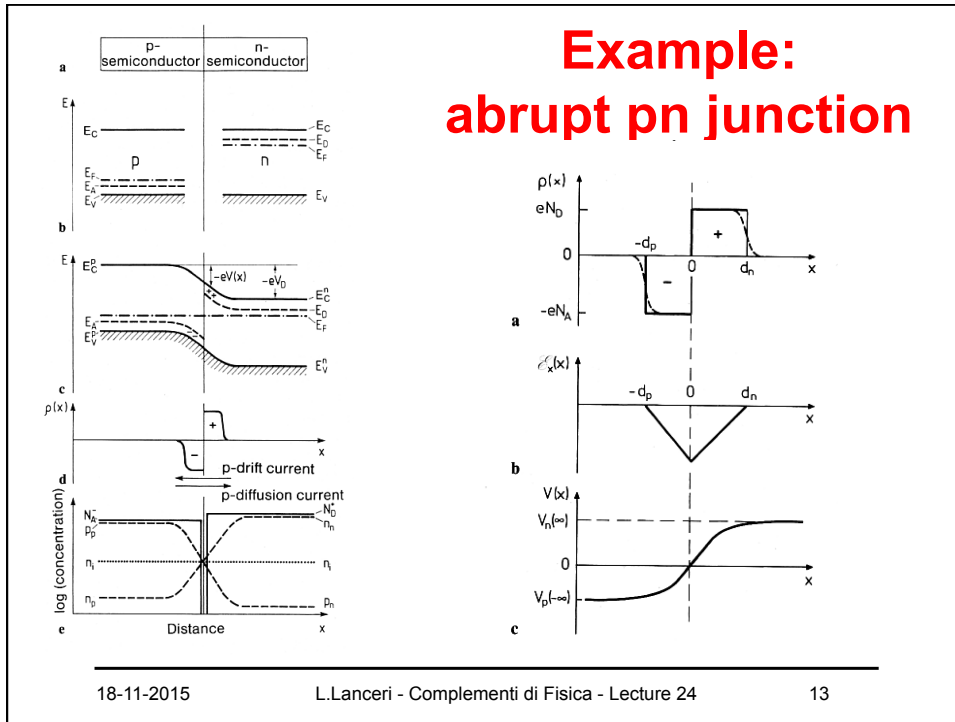 Example:
abrupt pn junction
p-
semiconductor
n-
semiconductor
a
E
E_C
p
E_F
E_A
E_V
E_C
E_D
E_F
n
E_V
b
E
E_C^p
-eV(x)
-eV_D
++
E_C^n
E_D
E_F
E_A
E_V^p
E_V^n
c
ρ(x)
+
-
x
d
p-drift current
p-diffusion current
log (concentration)
N_A^-
p_p
n_i
n_p
N_D^+
n_n
n_i
p_n
e
Distance
x
ρ(x)
eN_D
-d_p
+
0
0
d_n
x
-
-eN_A
a
ℰ_x(x)
-d_p
0
d_n
x
b
V(x)
V_n(∞)
0
x
V_p(-∞)
c
18-11-2015
L.Lanceri - Complementi di Fisica - Lecture 24
13